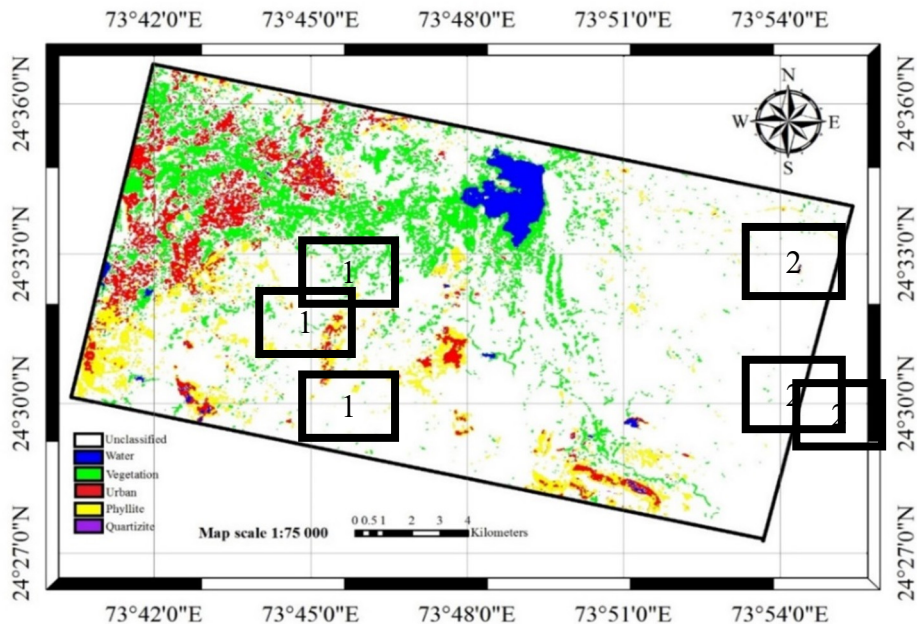 73°42'0"E 73°45'0"E 73°48'0"E 73°51'0"E 73°54'0"E
24°36'0"N 24°36'0"N
N
W E
S
24°33'0"N 24°33'0"N
1 2
1
1 2 2
24°30'0"N 24°30'0"N
Unclassified
Water
Vegetation
Urban
Phyllite
Quartizite
Map scale 1:75 000 0 0.5 1 2 3 4 Kilometers
24°27'0"N 24°27'0"N
73°42'0"E 73°45'0"E 73°48'0"E 73°51'0"E 73°54'0"E